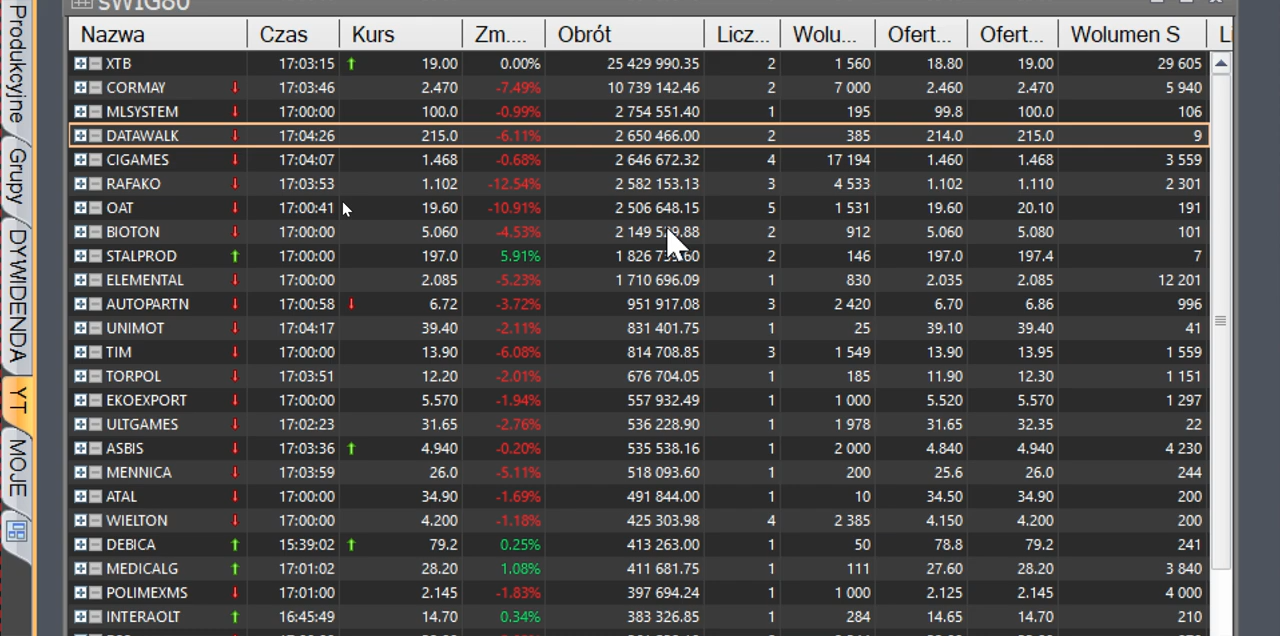 sWIG80
Nazwa Czas Kurs Zm.... Obrót Licz... Wolu... Ofert... Ofert... Wolumen S Li
XTB 17:03:15 19.00 0.00% 25 429 990.35 2 1 560 18.80 19.00 29 605
CORMAY 17:03:46 2.470 -7.49% 10 739 142.46 2 7 000 2.460 2.470 5 940
MLSYSTEM 17:00:00 100.0 -0.99% 2 754 551.40 1 195 99.8 100.0 106
DATAWALK 17:04:26 215.0 -6.11% 2 650 466.00 2 385 214.0 215.0 9
CIGAMES 17:04:07 1.468 -0.68% 2 646 672.32 4 17 194 1.460 1.468 3 559
RAFAKO 17:03:53 1.102 -12.54% 2 582 153.13 3 4 533 1.102 1.110 2 301
OAT 17:00:41 19.60 -10.91% 2 506 648.15 5 1 531 19.60 20.10 191
BIOTON 17:00:00 5.060 -4.53% 2 149 2 912 5.060 5.080 101
STALPROD 17:00:00 197.0 5.91% 1 826 2 146 197.0 197.4 7
ELEMENTAL 17:00:00 2.085 -5.23% 1 710 696.09 1 830 2.035 2.085 12 201
AUTOPARTN 17:00:58 6.72 -3.72% 951 917.08 3 2 420 6.70 6.86 996
UNIMOT 17:04:17 39.40 -2.11% 831 401.75 1 25 39.10 39.40 41
TIM 17:00:00 13.90 -6.08% 814 708.85 3 1 549 13.90 13.95 1 559
TORPOL 17:03:51 12.20 -2.01% 676 704.05 1 185 11.90 12.30 1 151
EKOEXPORT 17:00:00 5.570 -1.94% 557 932.49 1 1 000 5.520 5.570 1 297
ULTGAMES 17:02:23 31.65 -2.76% 536 228.90 1 1 978 31.65 32.35 22
ASBIS 17:03:36 4.940 -0.20% 535 538.16 1 2 000 4.840 4.940 4 230
MENNICA 17:03:59 26.0 -5.11% 518 093.60 1 200 25.6 26.0 244
ATAL 17:00:00 34.90 -1.69% 491 844.00 1 10 34.50 34.90 200
WIELTON 17:00:00 4.200 -1.18% 425 303.98 4 2 385 4.150 4.200 200
DEBICA 15:39:02 79.2 0.25% 413 263.00 1 50 78.8 79.2 241
MEDICALG 17:01:02 28.20 1.08% 411 681.75 1 111 27.60 28.20 3 840
POLIMEXMS 17:01:00 2.145 -1.83% 397 694.24 1 1 000 2.125 2.145 4 000
INTERAOLT 16:45:49 14.70 0.34% 383 326.85 1 284 14.65 14.70 210
Produkcyjne
Grupy
DYWIDENDA
YT
MOJE